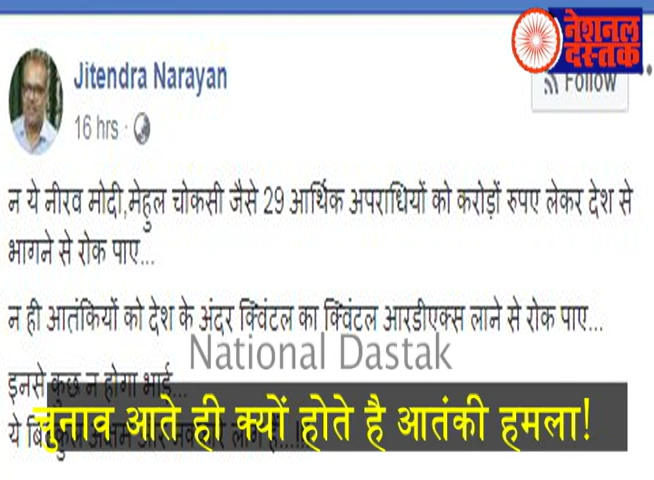 नेशनल
दस्तक
Jitendra Narayan
Follow
16 hrs
न ये नीरव मोदी,मेहुल चोकसी जैसे 29 आर्थिक अपराधियों को करोड़ों रुपए लेकर देश से
भागने से रोक पाए...
न ही आतंकियों को देश के अंदर क्विंटल का क्विंटल आरडीएक्स लाने से रोक पाए...
National Dastak
इनसे कुछ न होगा भाई...
चुनाव आते ही क्यों होते है आतंकी हमला!
ये